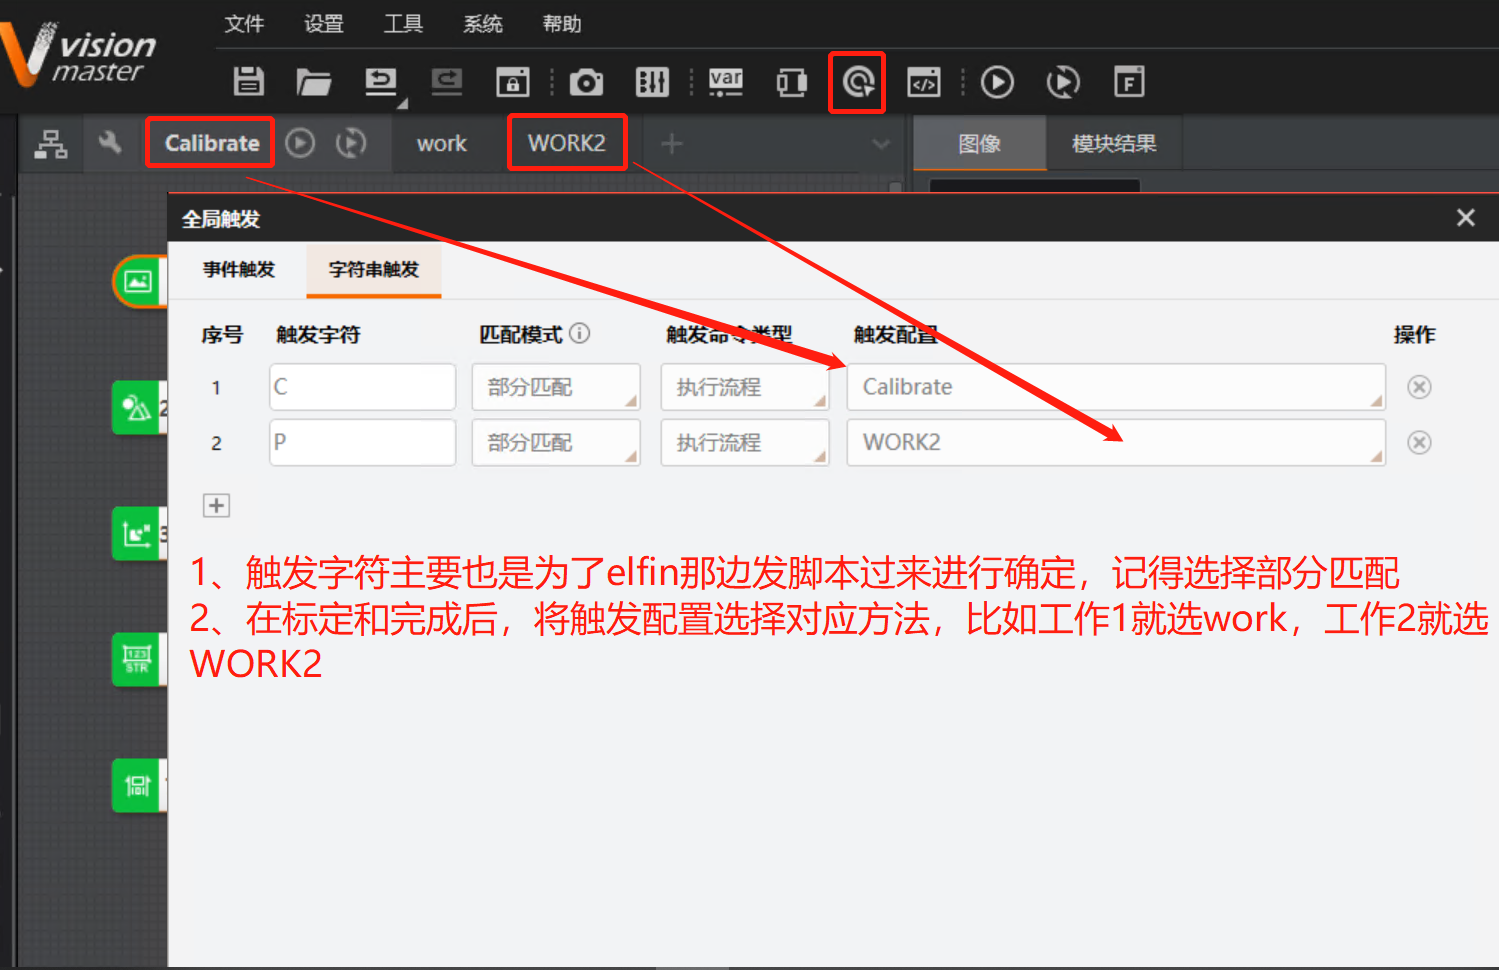 文件 设置 工具 系统 帮助
vision
master
var
F
Calibrate work WORK2
图像 模块结果
全局触发
事件触发 字符串触发
序号 触发字符 匹配模式 触发命令类型 触发配置 操作
1 C 部分匹配 执行流程 Calibrate
2 P 部分匹配 执行流程 WORK2
1、触发字符主要也是为了elfin那边发脚本过来进行确定，记得选择部分匹配
2、在标定和完成后，将触发配置选择对应方法，比如工作1就选work，工作2就选
WORK2
2
3
123
STR